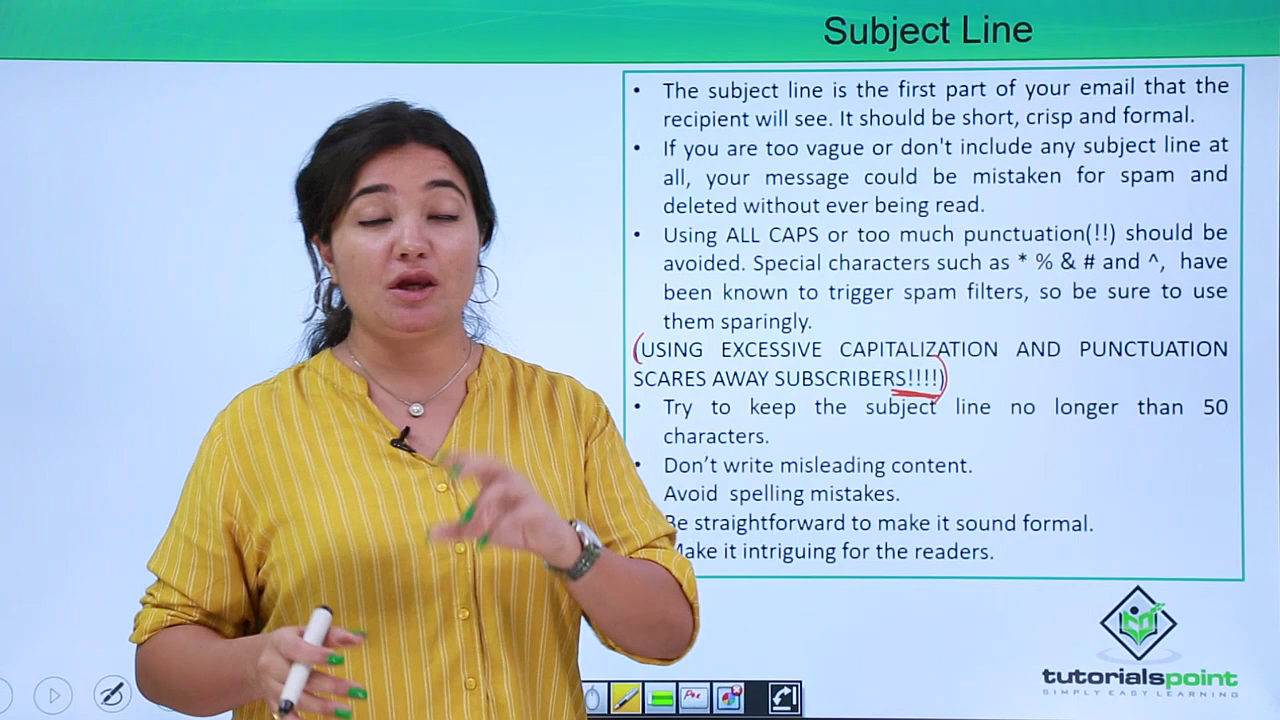 Subject Line
• The subject line is the first part of your email that the
recipient will see. It should be short, crisp and formal.
• If you are too vague or don't include any subject line at
all, your message could be mistaken for spam and
deleted without ever being read.
• Using ALL CAPS or too much punctuation(!!) should be
avoided. Special characters such as * % & # and ^, have
been known to trigger spam filters, so be sure to use
them sparingly.
(USING EXCESSIVE CAPITALIZATION AND PUNCTUATION
SCARES AWAY SUBSCRIBERS!!!!)
• Try to keep the subject line no longer than 50
characters.
• Don’t write misleading content.
Avoid spelling mistakes.
Be straightforward to make it sound formal.
Make it intriguing for the readers.
tutorialspoint
SIMPLY EASY LEARNING